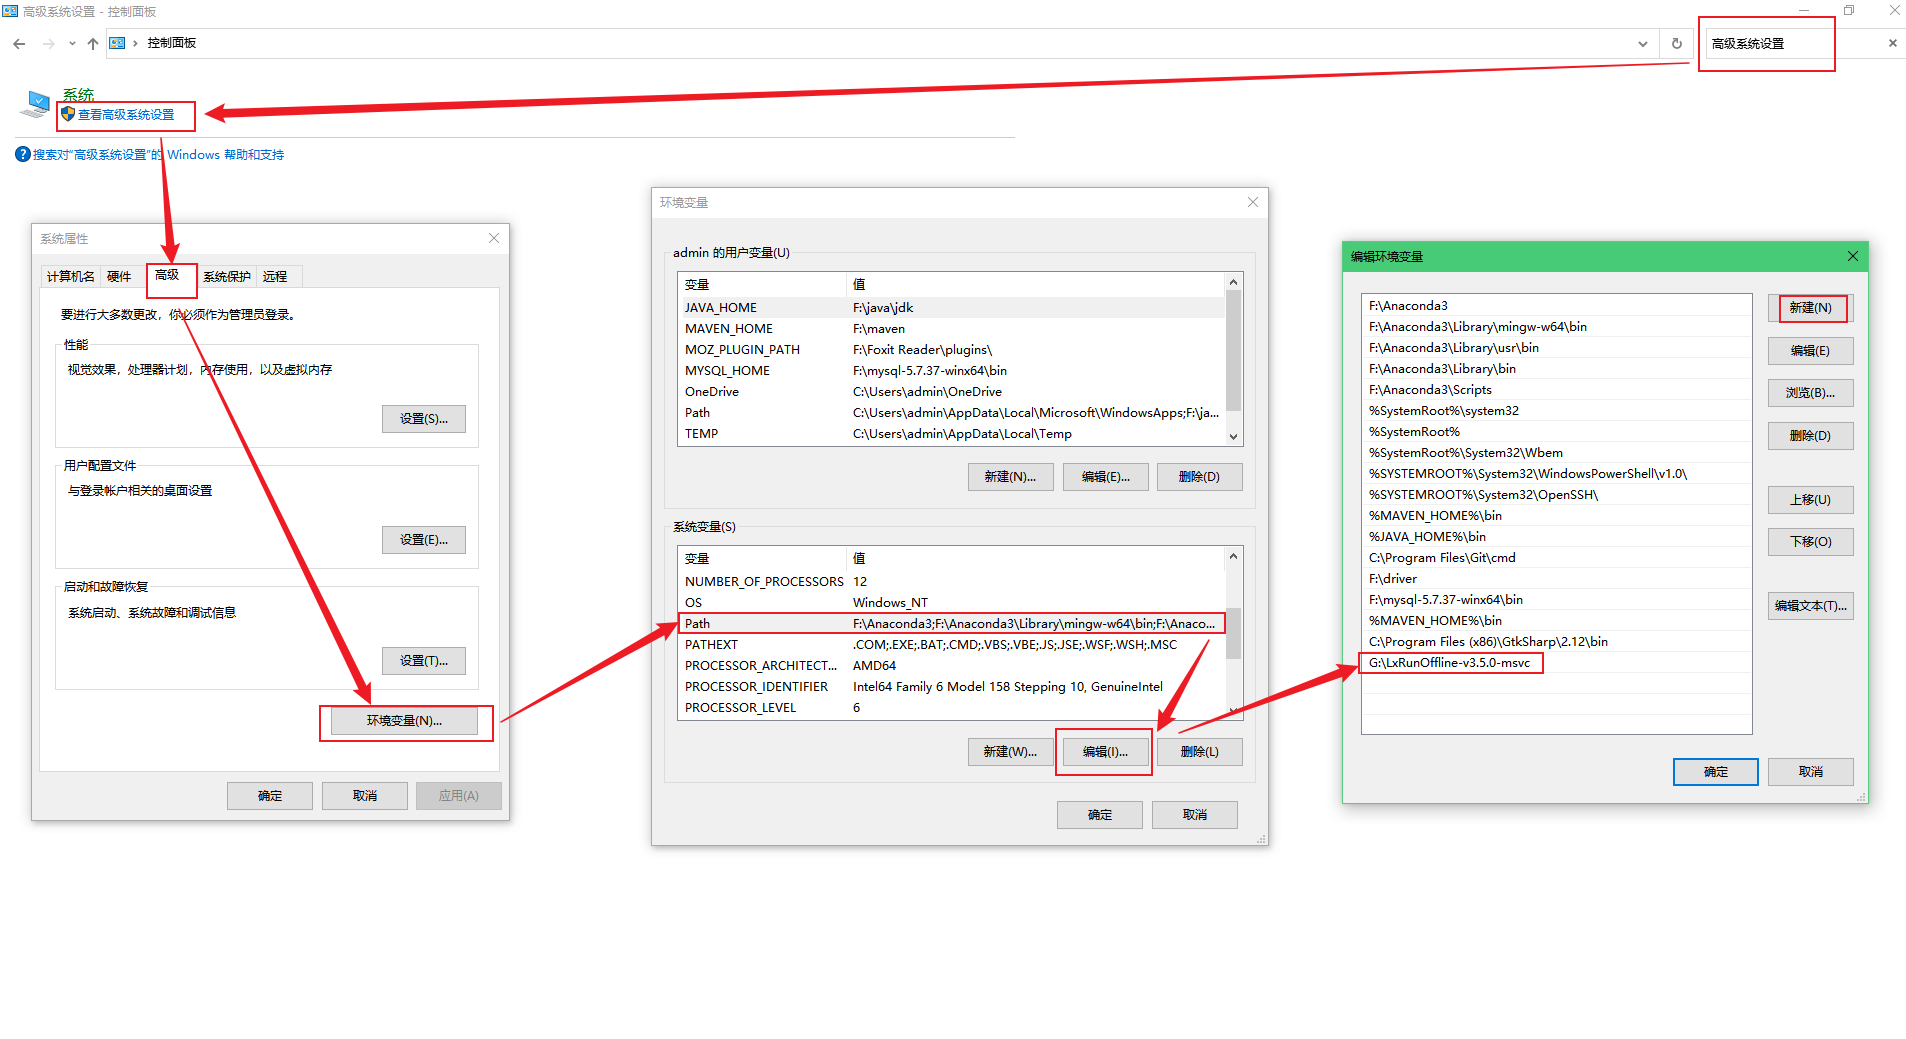 高级系统设置 - 控制面板
控制面板
高级系统设置
系统
查看高级系统设置
搜索对"高级系统设置"的 Windows 帮助和支持
系统属性
计算机名
硬件
高级
系统保护
远程
要进行大多数更改，你必须作为管理员登录。
性能
视觉效果，处理器计划，内存使用，以及虚拟内存
设置(S)...
用户配置文件
与登录帐户相关的桌面设置
设置(E)...
启动和故障恢复
系统启动、系统故障和调试信息
设置(T)...
环境变量(N)...
确定
取消
应用(A)
环境变量
admin 的用户变量(U)
变量 值
JAVA_HOME F:\java\jdk
MAVEN_HOME F:\maven
MOZ_PLUGIN_PATH F:\Foxit Reader\plugins\
MYSQL_HOME F:\mysql-5.7.37-winx64\bin
OneDrive C:\Users\admin\OneDrive
Path C:\Users\admin\AppData\Local\Microsoft\WindowsApps;F:\ja...
TEMP C:\Users\admin\AppData\Local\Temp
新建(N)...
编辑(E)...
删除(D)
系统变量(S)
变量 值
NUMBER_OF_PROCESSORS 12
OS Windows_NT
Path F:\Anaconda3;F:\Anaconda3\Library\mingw-w64\bin;F:\Anaco...
PATHEXT .COM;.EXE;.BAT;.CMD;.VBS;.VBE;.JS;.JSE;.WSF;.WSH;.MSC
PROCESSOR_ARCHITECT... AMD64
PROCESSOR_IDENTIFIER Intel64 Family 6 Model 158 Stepping 10, GenuineIntel
PROCESSOR_LEVEL 6
新建(W)...
编辑(I)...
删除(L)
确定
取消
编辑环境变量
F:\Anaconda3
F:\Anaconda3\Library\mingw-w64\bin
F:\Anaconda3\Library\usr\bin
F:\Anaconda3\Library\bin
F:\Anaconda3\Scripts
%SystemRoot%\system32
%SystemRoot%
%SystemRoot%\System32\Wbem
%SYSTEMROOT%\System32\WindowsPowerShell\v1.0\
%SYSTEMROOT%\System32\OpenSSH\
%MAVEN_HOME%\bin
%JAVA_HOME%\bin
C:\Program Files\Git\cmd
F:\driver
F:\mysql-5.7.37-winx64\bin
%MAVEN_HOME%\bin
C:\Program Files (x86)\GtkSharp\2.12\bin
G:\LxRunOffline-v3.5.0-msvc
新建(N)
编辑(E)
浏览(B)...
删除(D)
上移(U)
下移(O)
编辑文本(T)...
确定
取消